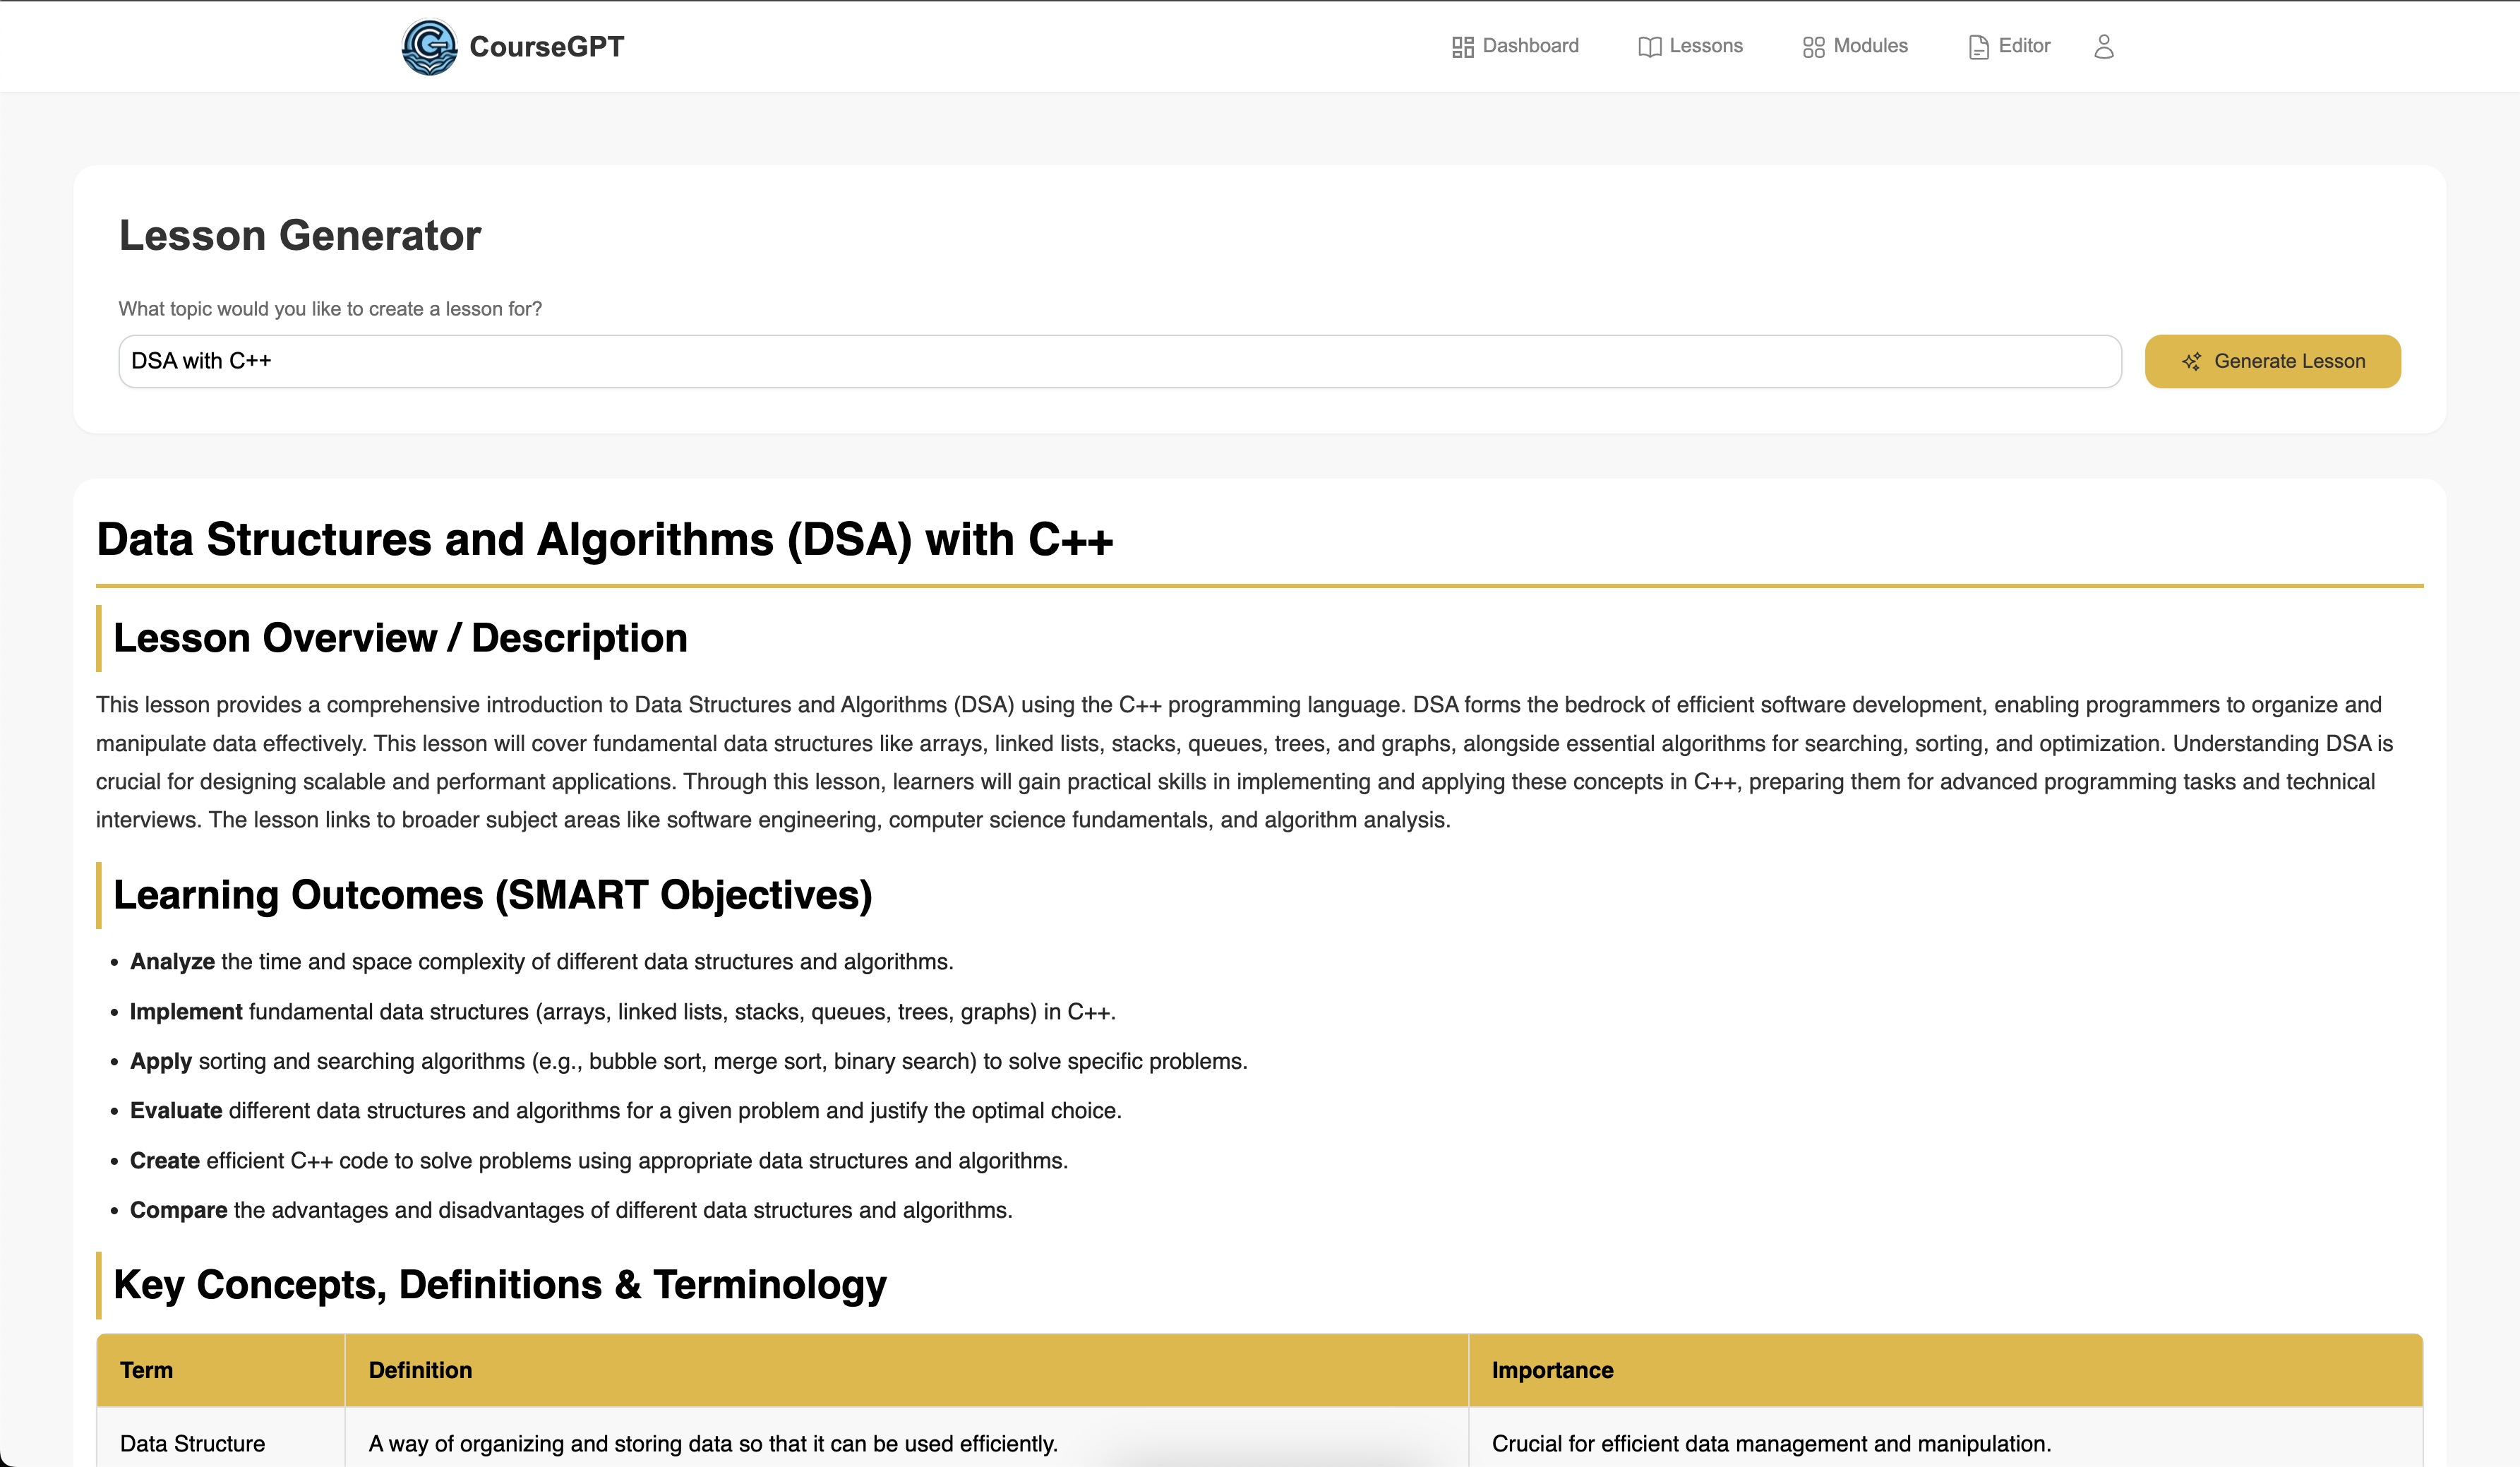 CourseGPT
Dashboard
Lessons
Modules
Editor
Lesson Generator
What topic would you like to create a lesson for?
DSA with C++
Generate Lesson
Data Structures and Algorithms (DSA) with C++
Lesson Overview / Description
This lesson provides a comprehensive introduction to Data Structures and Algorithms (DSA) using the C++ programming language. DSA forms the bedrock of efficient software development, enabling programmers to organize and
manipulate data effectively. This lesson will cover fundamental data structures like arrays, linked lists, stacks, queues, trees, and graphs, alongside essential algorithms for searching, sorting, and optimization. Understanding DSA is
crucial for designing scalable and performant applications. Through this lesson, learners will gain practical skills in implementing and applying these concepts in C++, preparing them for advanced programming tasks and technical
interviews. The lesson links to broader subject areas like software engineering, computer science fundamentals, and algorithm analysis.
Learning Outcomes (SMART Objectives)
• Analyze the time and space complexity of different data structures and algorithms.
• Implement fundamental data structures (arrays, linked lists, stacks, queues, trees, graphs) in C++.
• Apply sorting and searching algorithms (e.g., bubble sort, merge sort, binary search) to solve specific problems.
• Evaluate different data structures and algorithms for a given problem and justify the optimal choice.
• Create efficient C++ code to solve problems using appropriate data structures and algorithms.
• Compare the advantages and disadvantages of different data structures and algorithms.
Key Concepts, Definitions & Terminology
Term
Definition
Importance
Data Structure
A way of organizing and storing data so that it can be used efficiently.
Crucial for efficient data management and manipulation.